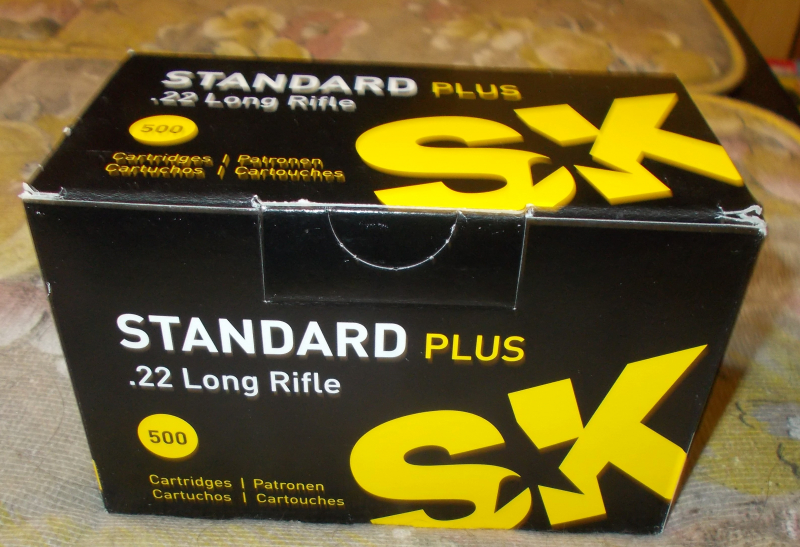 STANDARD PLUS
.22 Long Rifle
500
Cartridges | Patronen
Cartuchos | Cartouches
SK
STANDARD PLUS
.22 Long Rifle
500
Cartridges | Patronen
Cartuchos | Cartouches
SK